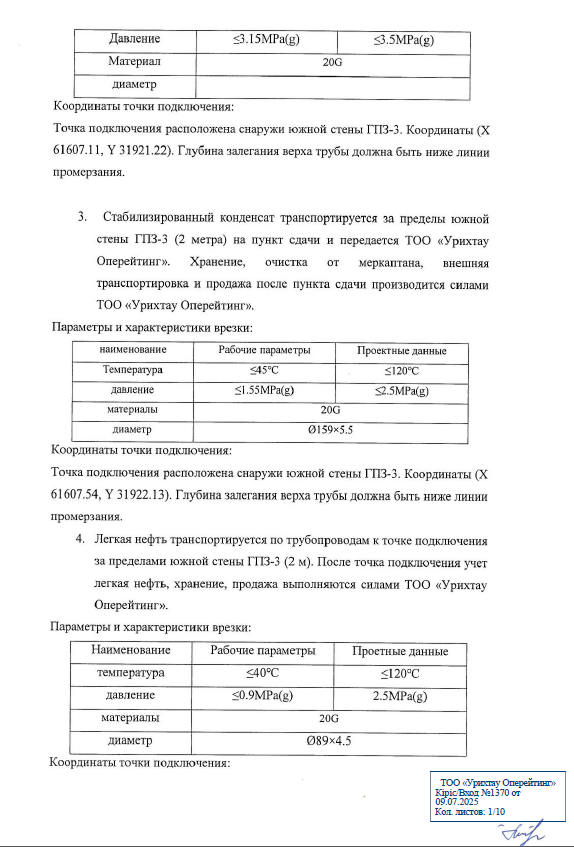 Давление ≤3.15MPa(g) ≤3.5MPa(g)
Материал 20G
диаметр
Координаты точки подключения:
Точка подключения расположена снаружи южной стены ГПЗ-3. Координаты (X
61607.11, Y 31921.22). Глубина залегания верха трубы должна быть ниже линии
промерзания.
3. Стабилизированный конденсат транспортируется за пределы южной
стены ГПЗ-3 (2 метра) на пункт сдачи и передается ТОО «Урихтау
Оперейтинг». Хранение, очистка от меркаптана, внешняя
транспортировка и продажа после пункта сдачи производится силами
ТОО «Урихтау Оперейтинг».
Параметры и характеристики врезки:
наименование Рабочие параметры Проектные данные
Температура ≤45°C ≤120°C
давление ≤1.55MPa(g) ≤2.5MPa(g)
материалы 20G
диаметр Ø159×5.5
Координаты точки подключения:
Точка подключения расположена снаружи южной стены ГПЗ-3. Координаты (X
61607.54, Y 31922.13). Глубина залегания верха трубы должна быть ниже линии
промерзания.
4. Легкая нефть транспортируется по трубопроводам к точке подключения
за пределами южной стены ГПЗ-3 (2 м). После точка подключения учет
легкая нефть, хранение, продажа выполняются силами ТОО «Урихтау
Оперейтинг».
Параметры и характеристики врезки:
Наименование Рабочие параметры Проетные данные
температура ≤40°C ≤120°C
давление ≤0.9MPa(g) 2.5MPa(g)
материалы 20G
диаметр Ø89×4.5
Координаты точки подключения:
ТОО «Урихтау Оперейтинг»
Кіріс/Вход №1370 от
09.07.2025
Кол. листов: 1/10